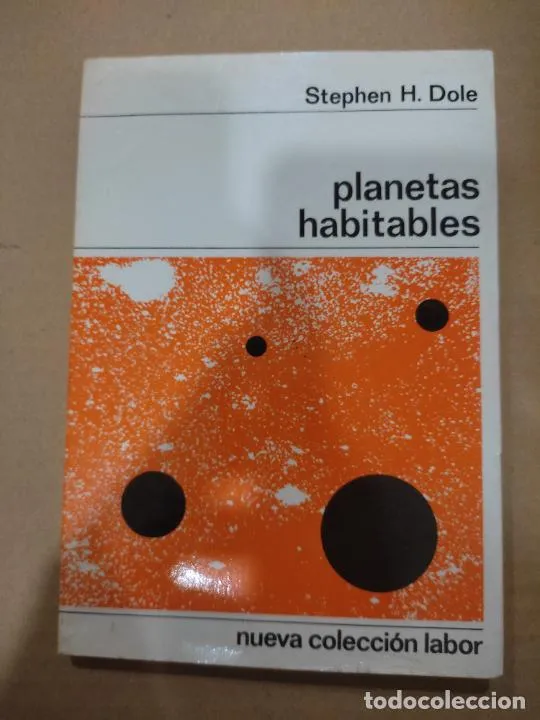 Stephen H. Dole
planetas
habitables
nueva colección labor
todocoleccion